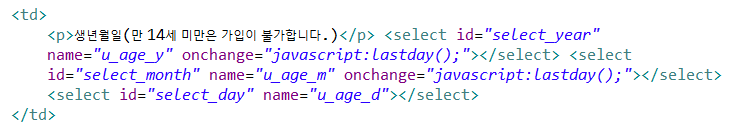 <td>
<p>생년월일(만 14세 미만은 가입이 불가합니다.)</p> <select id="select_year"
name="u_age_y" onchange="javascript:lastday();"></select> <select
id="select_month" name="u_age_m" onchange="javascript:lastday();"></select>
<select id="select_day" name="u_age_d"></select>
</td>